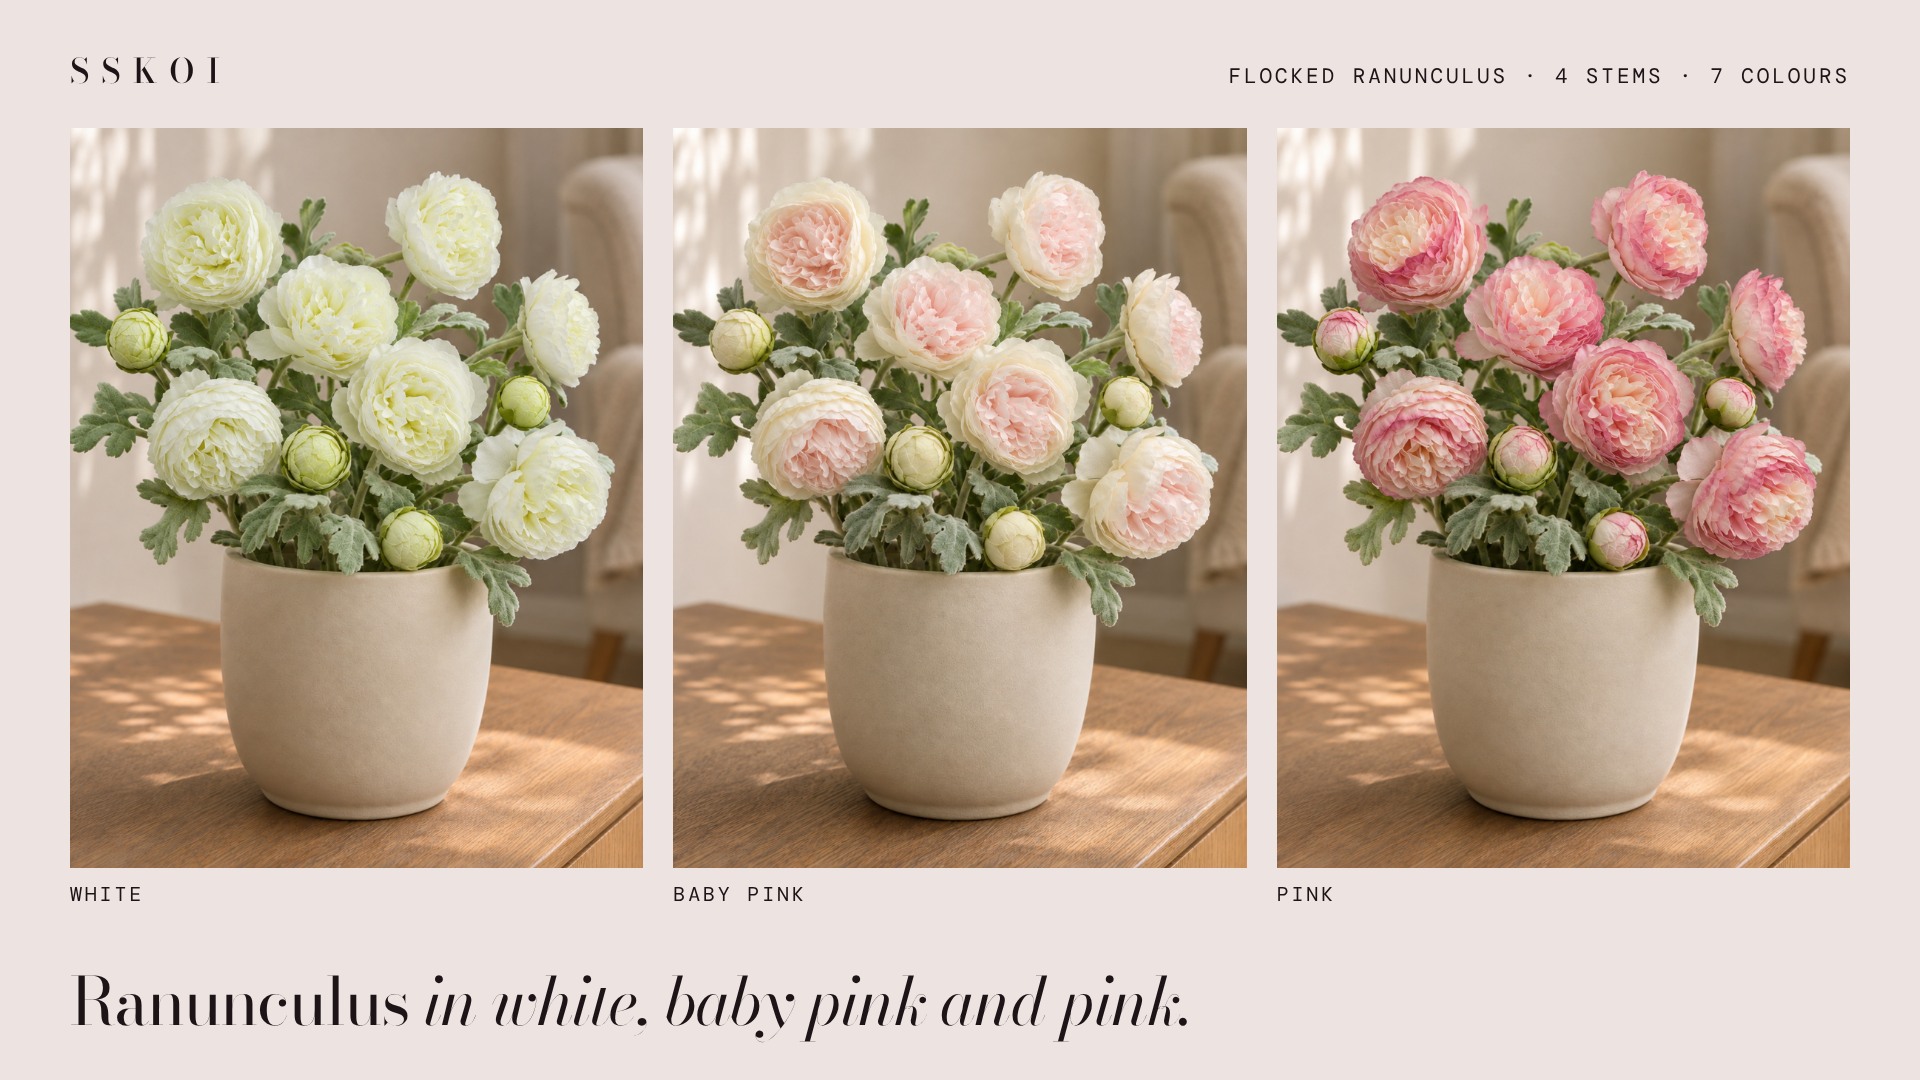 SSKOI
FLOCKED RANUNCULUS · 4 STEMS · 7 COLOURS
WHITE
BABY PINK
PINK
Ranunculus in white, baby pink and pink.